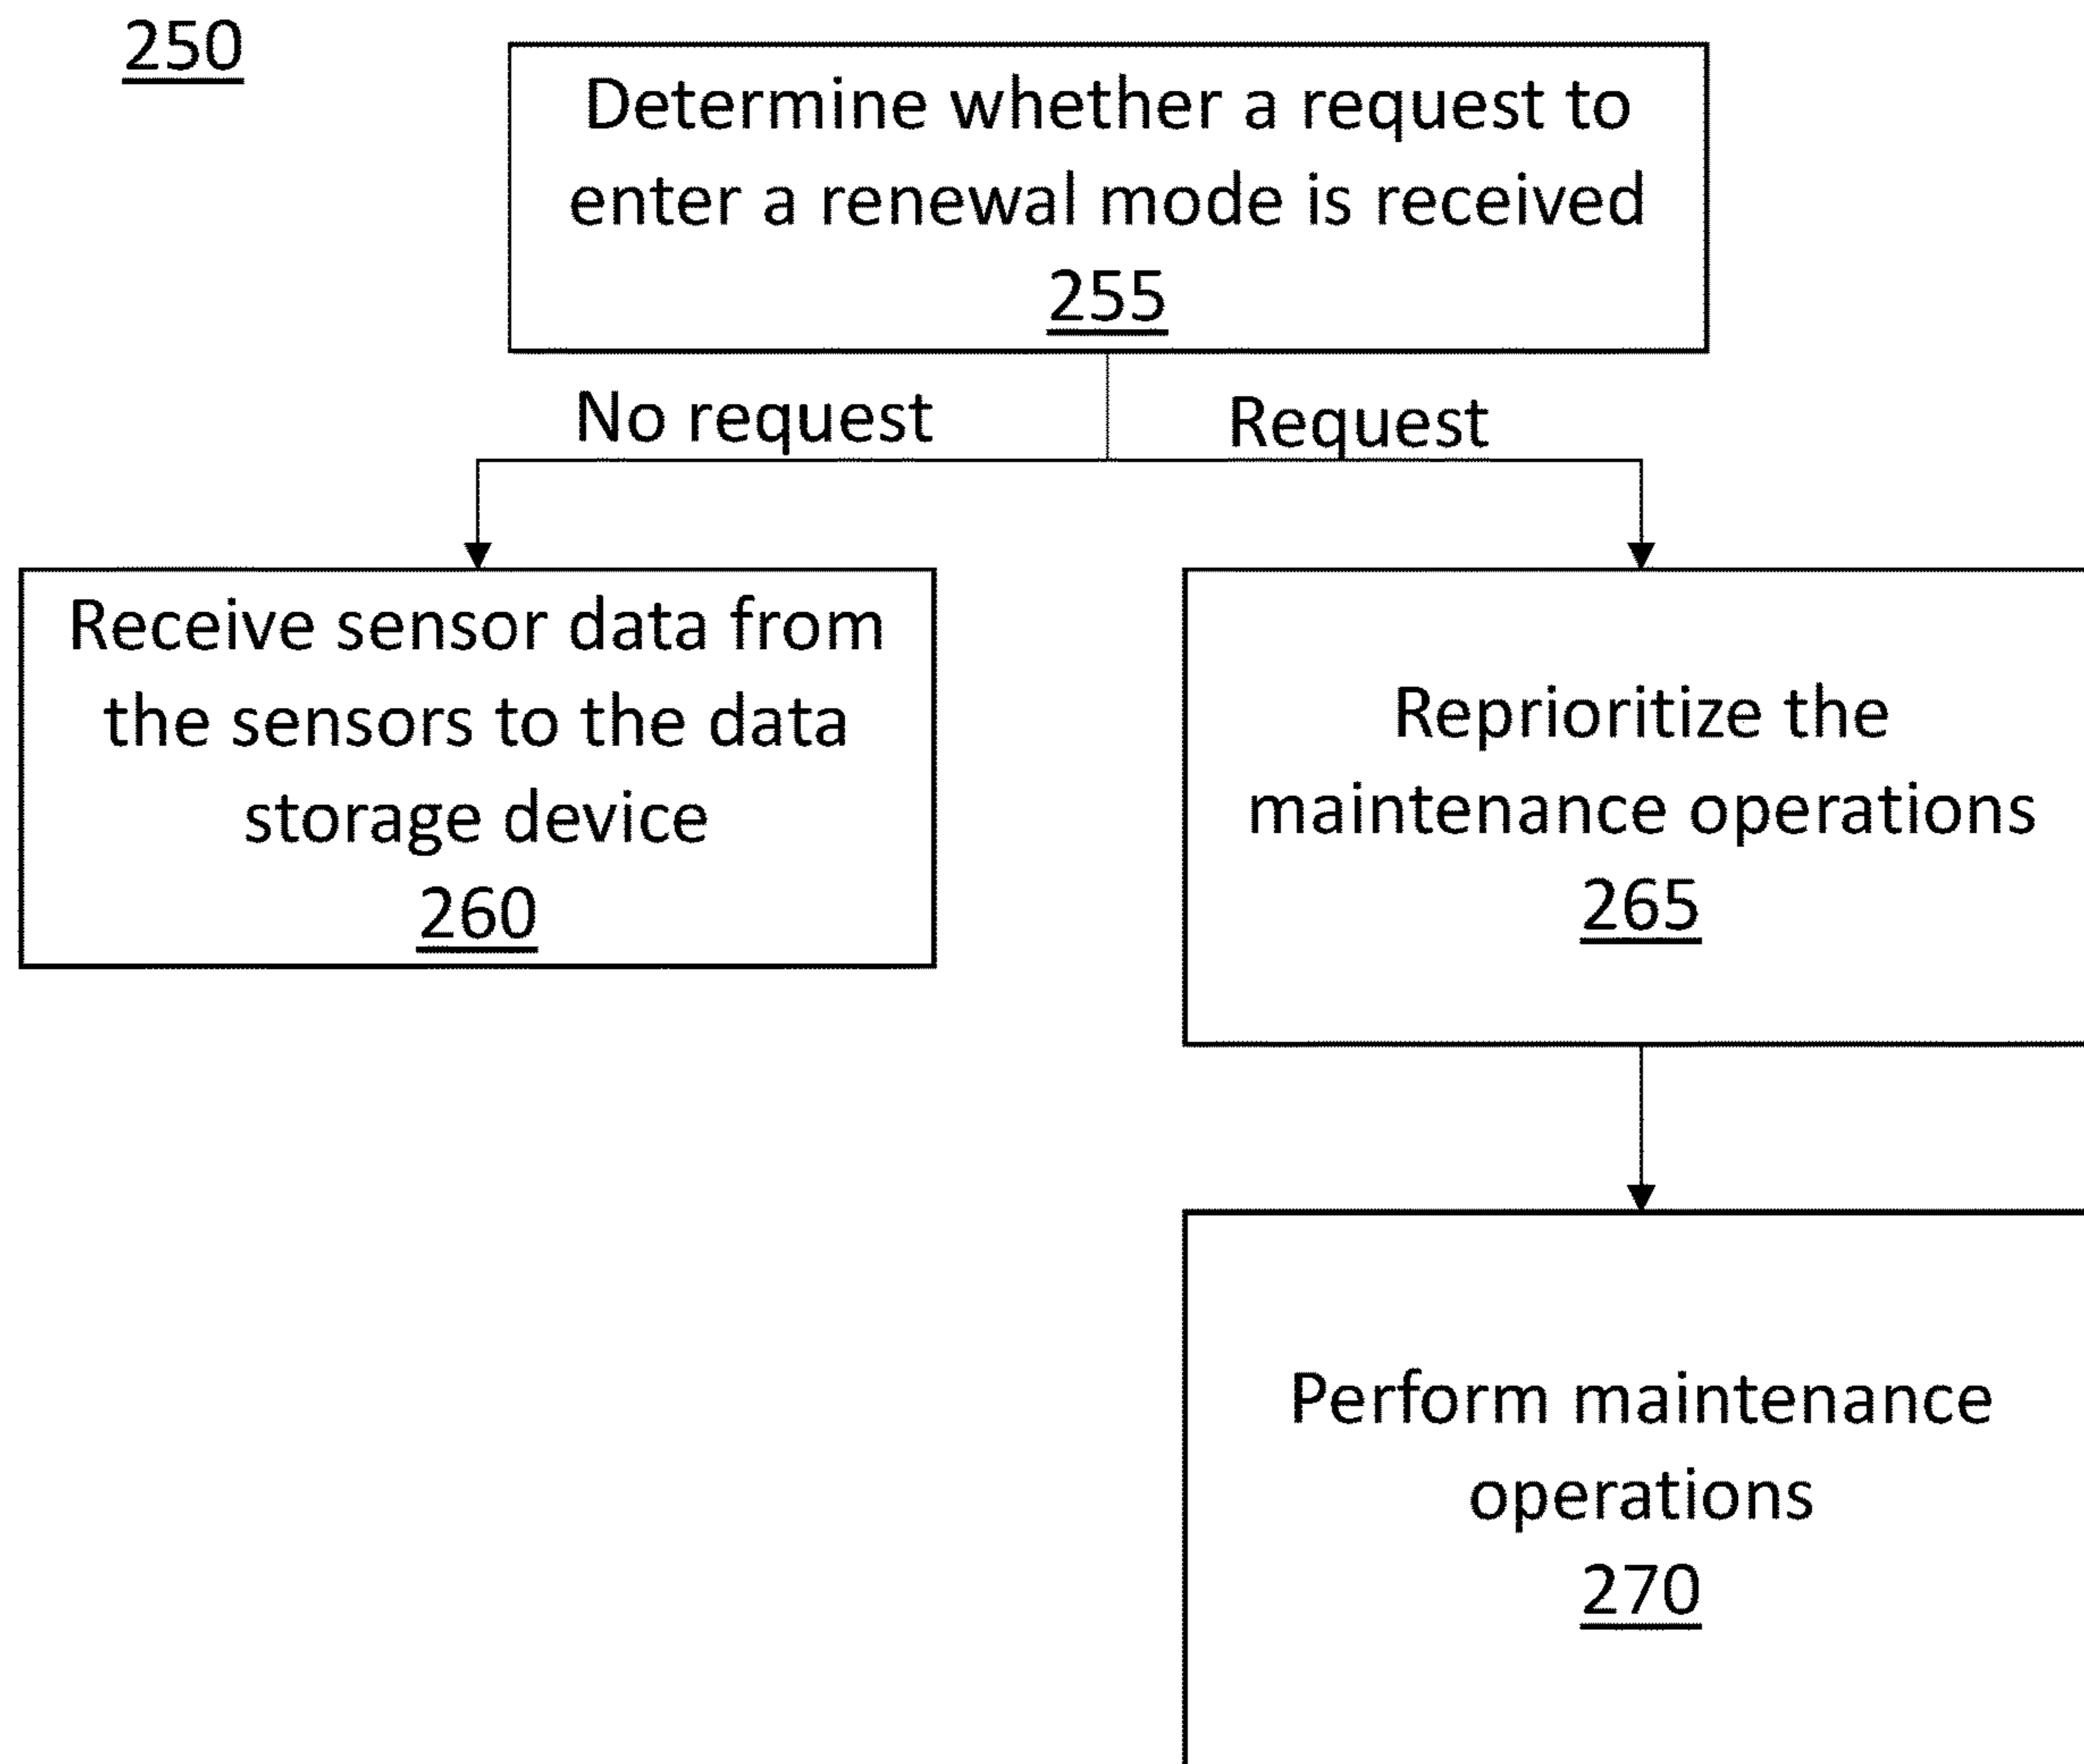 250
Determine whether a request to
enter a renewal mode is received
255
No request
Request
Receive sensor data from
the sensors to the data
storage device
260
Reprioritize the
maintenance operations
265
Perform maintenance
operations
270